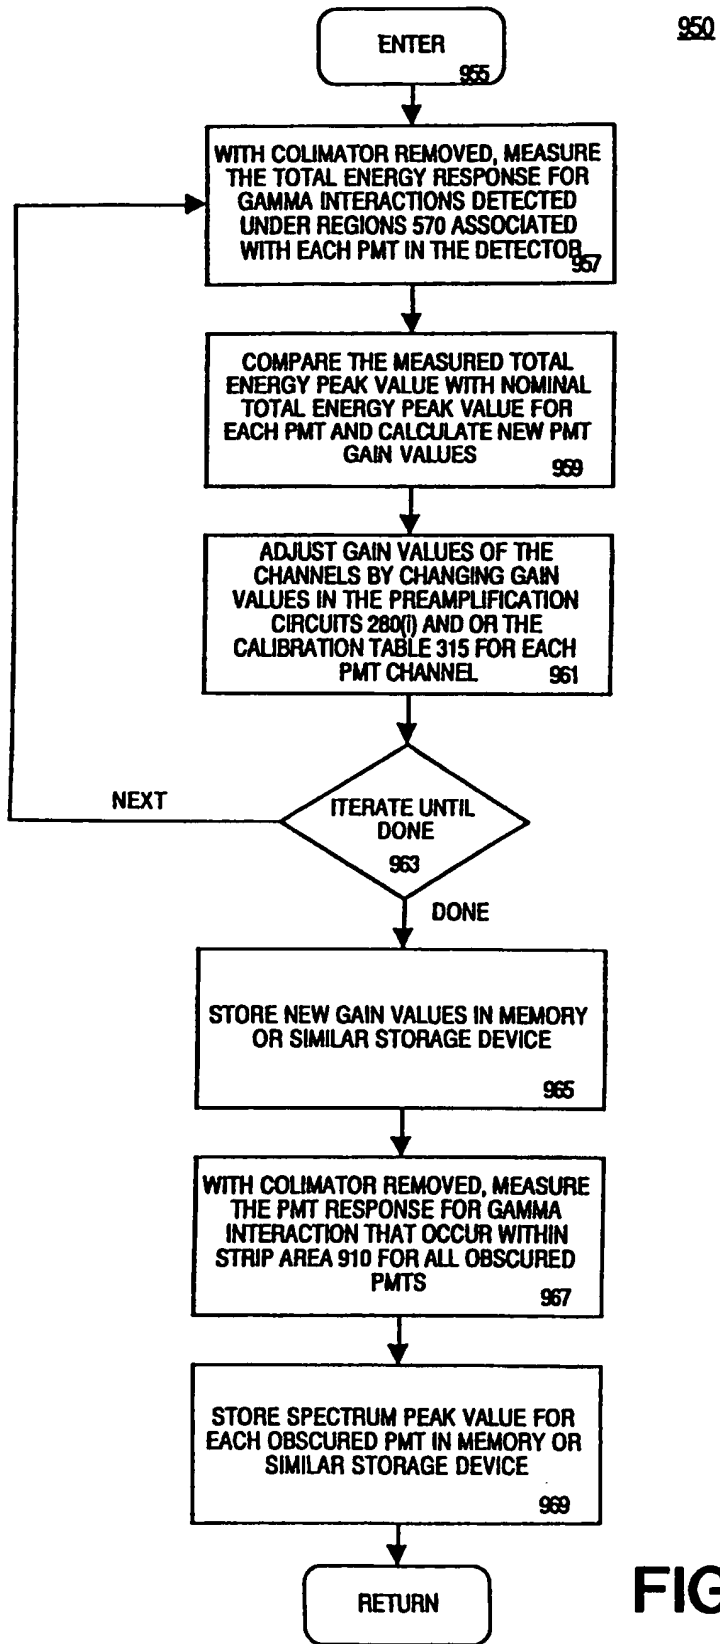 950
ENTER
955
WITH COLIMATOR REMOVED, MEASURE
THE TOTAL ENERGY RESPONSE FOR
GAMMA INTERACTIONS DETECTED
UNDER REGIONS 570 ASSOCIATED
WITH EACH PMT IN THE DETECTOR
957
COMPARE THE MEASURED TOTAL
ENERGY PEAK VALUE WITH NOMINAL
TOTAL ENERGY PEAK VALUE FOR
EACH PMT AND CALCULATE NEW PMT
GAIN VALUES
959
ADJUST GAIN VALUES OF THE
CHANNELS BY CHANGING GAIN
VALUES IN THE PREAMPLIFICATION
CIRCUITS 280(I) AND OR THE
CALIBRATION TABLE 315 FOR EACH
PMT CHANNEL
961
NEXT
ITERATE UNTIL
DONE
963
DONE
STORE NEW GAIN VALUES IN MEMORY
OR SIMILAR STORAGE DEVICE
965
WITH COLIMATOR REMOVED, MEASURE
THE PMT RESPONSE FOR GAMMA
INTERACTION THAT OCCUR WITHIN
STRIP AREA 910 FOR ALL OBSCURED
PMTS
967
STORE SPECTRUM PEAK VALUE FOR
EACH OBSCURED PMT IN MEMORY OR
SIMILAR STORAGE DEVICE
969
RETURN
FIG